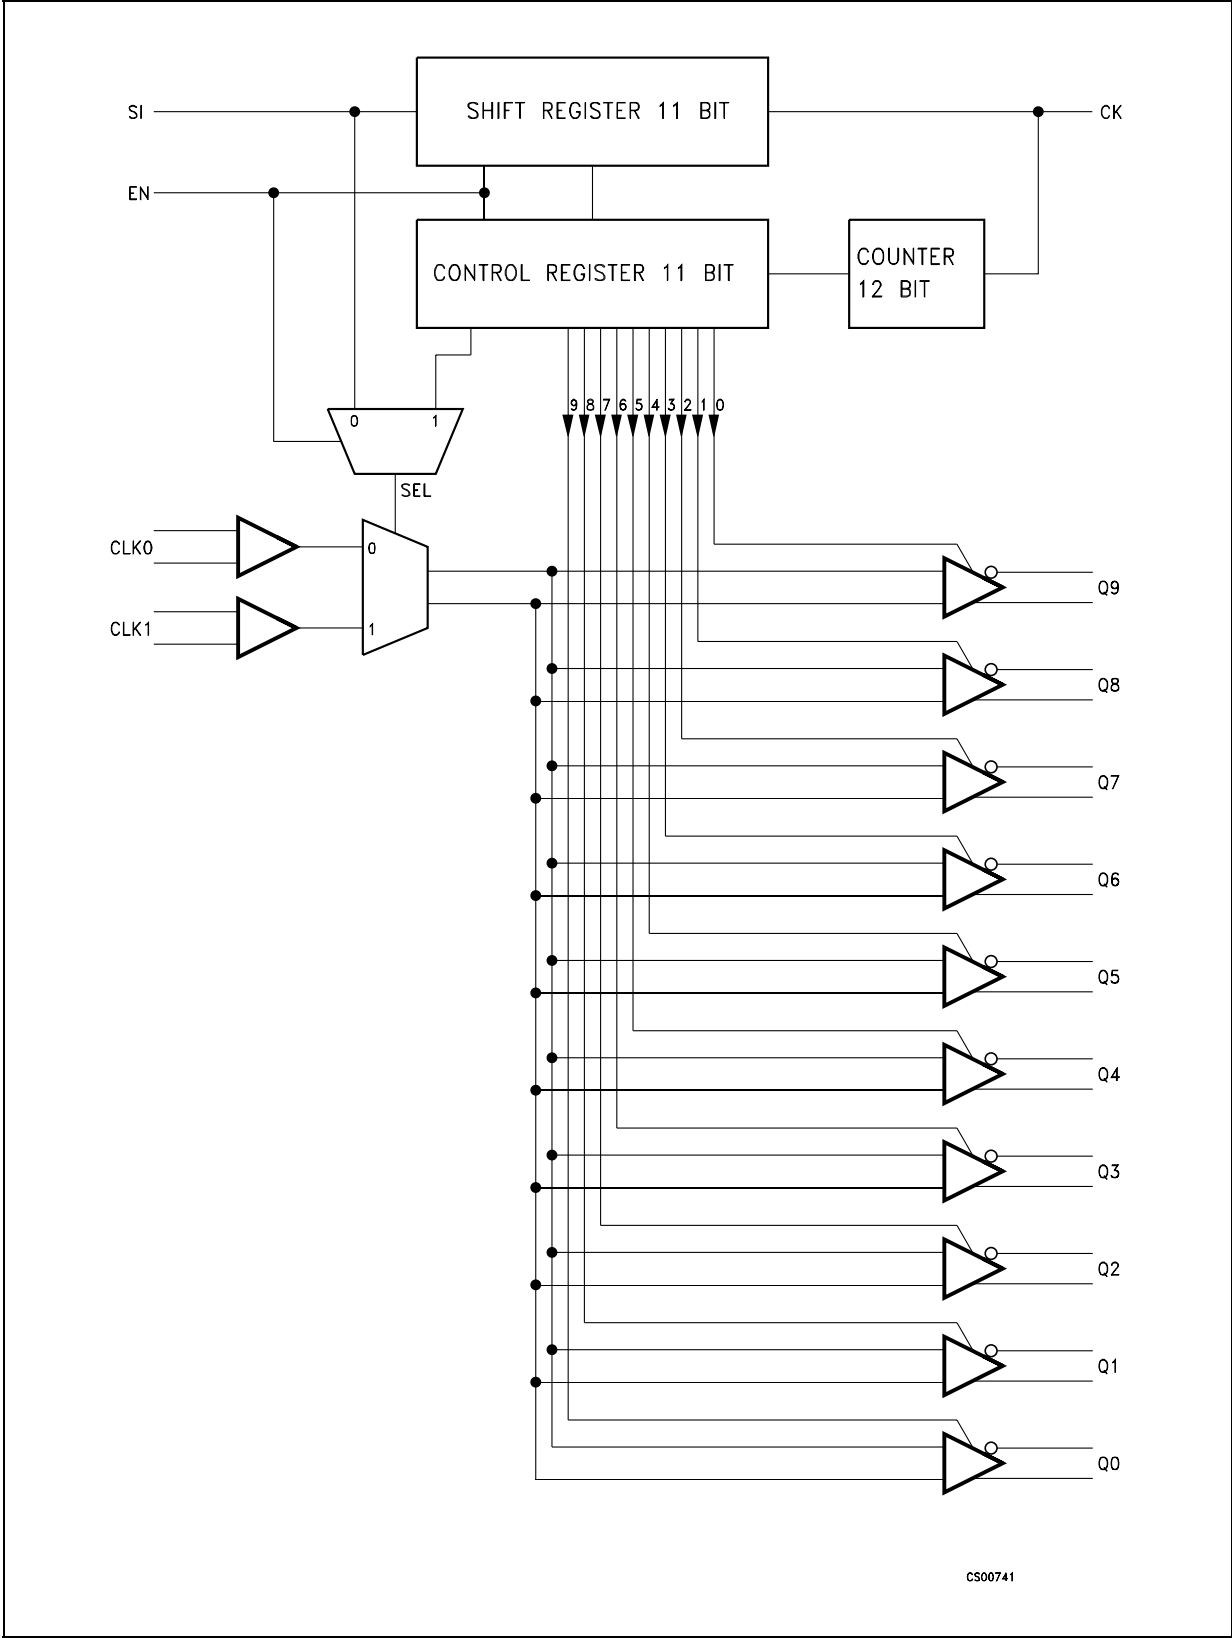 SI
SHIFT REGISTER 11 BIT
CK
EN
CONTROL REGISTER 11 BIT
COUNTER
12 BIT
9 8 7 6 5 4 3 2 1 0
0 1
SEL
CLK0
0
CLK1
1
Q9
Q8
Q7
Q6
Q5
Q4
Q3
Q2
Q1
Q0
CS00741